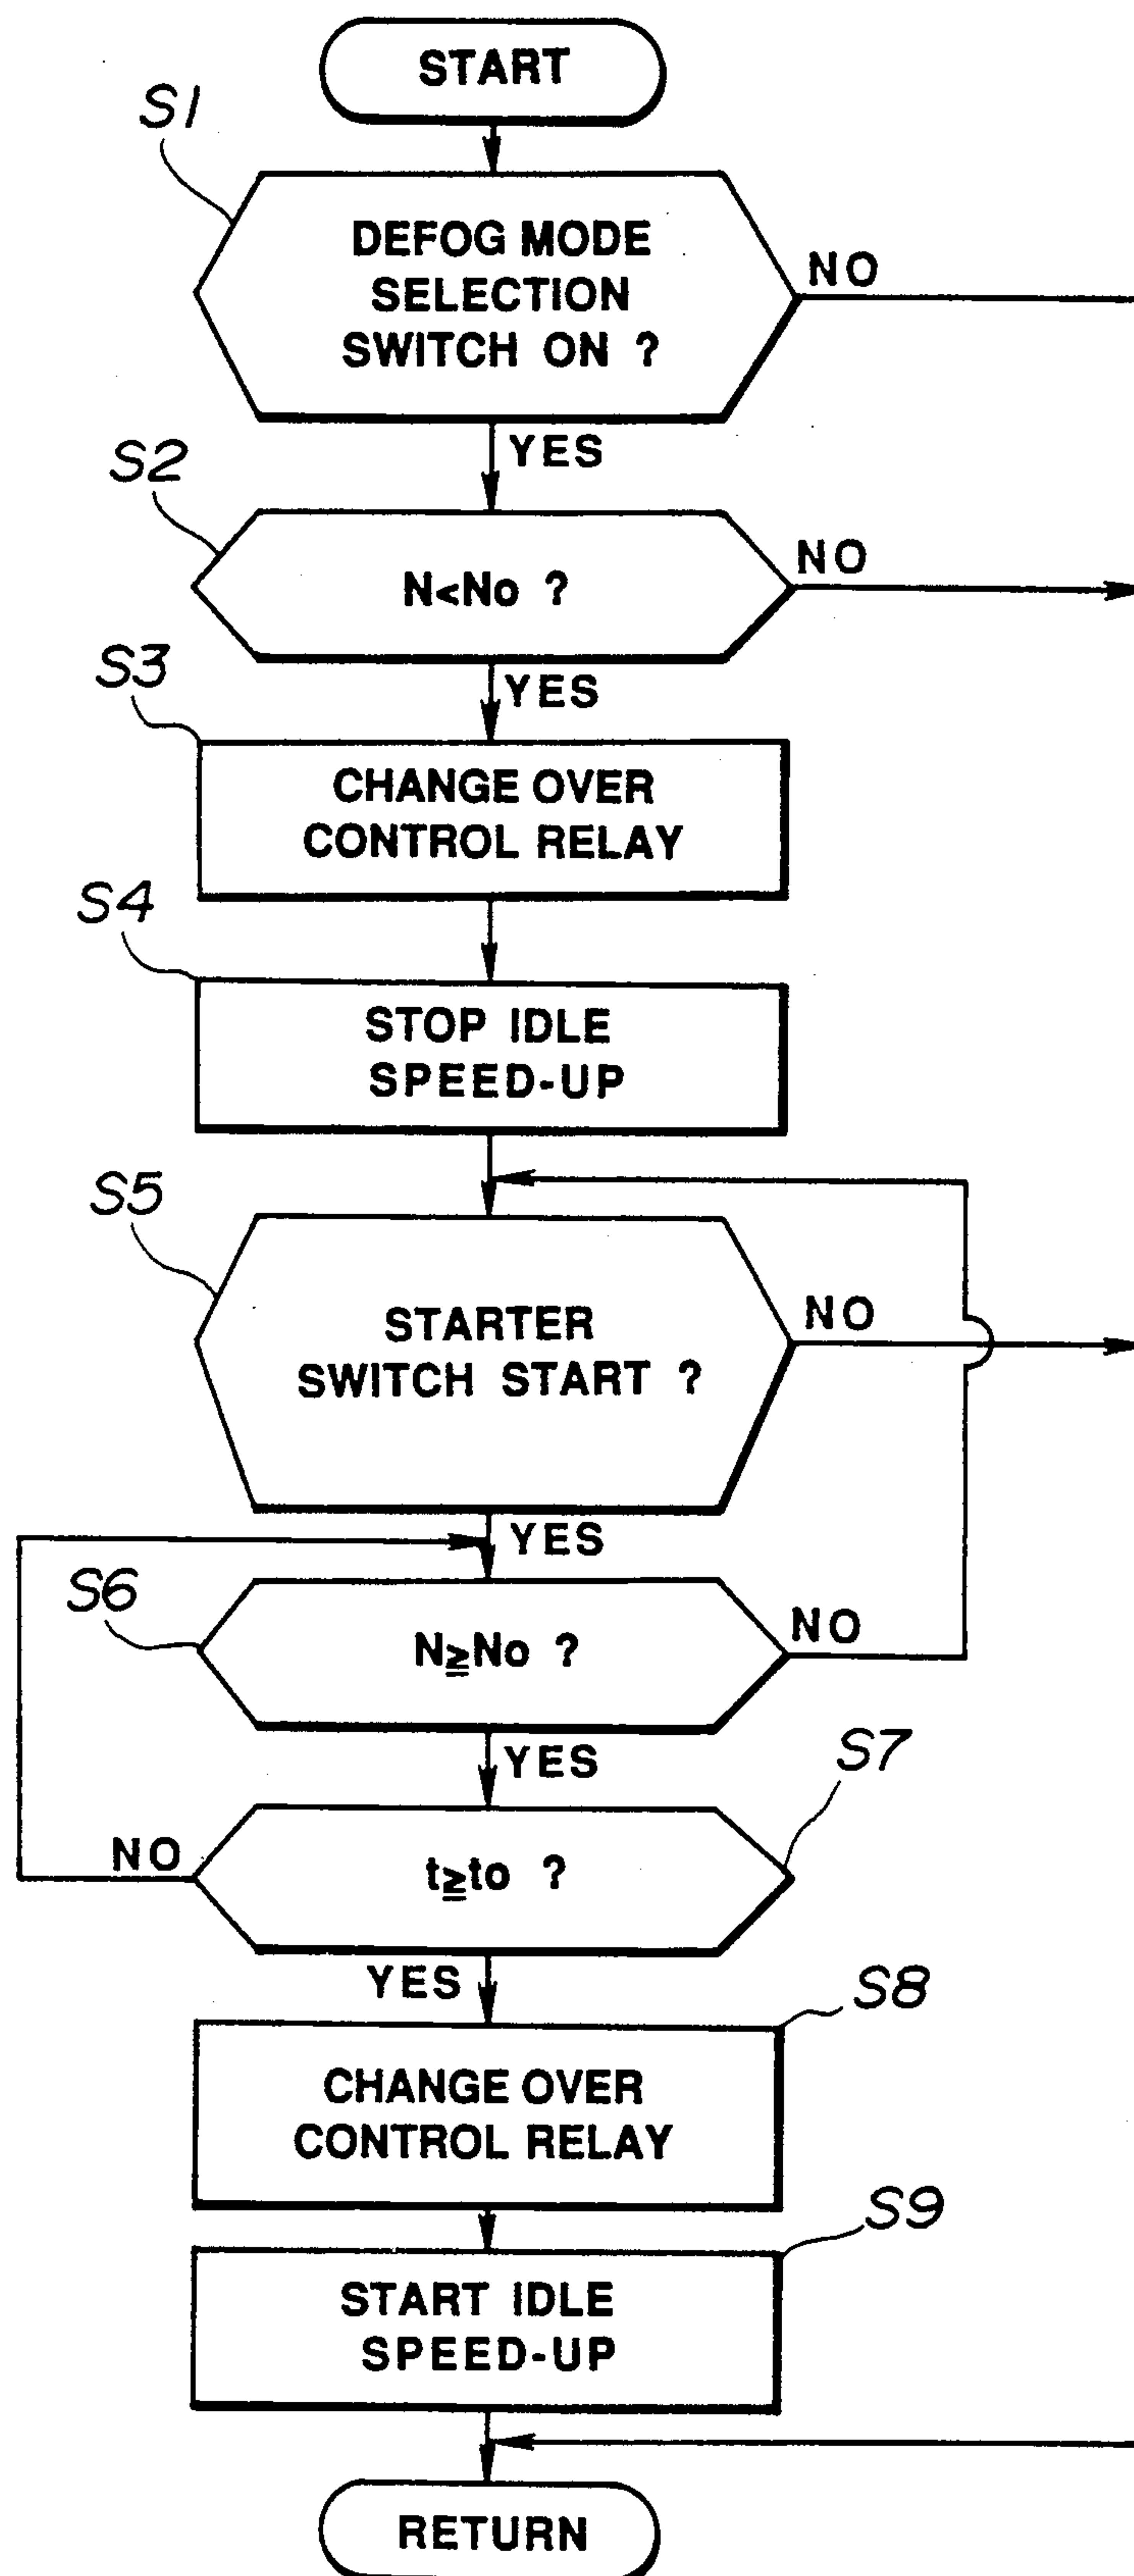 START
S1
DEFOG MODE
SELECTION
SWITCH ON ?
NO
YES
S2
N<No ?
NO
YES
S3
CHANGE OVER
CONTROL RELAY
S4
STOP IDLE
SPEED-UP
S5
STARTER
SWITCH START ?
NO
YES
S6
N≧No ?
NO
YES
S7
t≧to ?
NO
YES
S8
CHANGE OVER
CONTROL RELAY
S9
START IDLE
SPEED-UP
RETURN